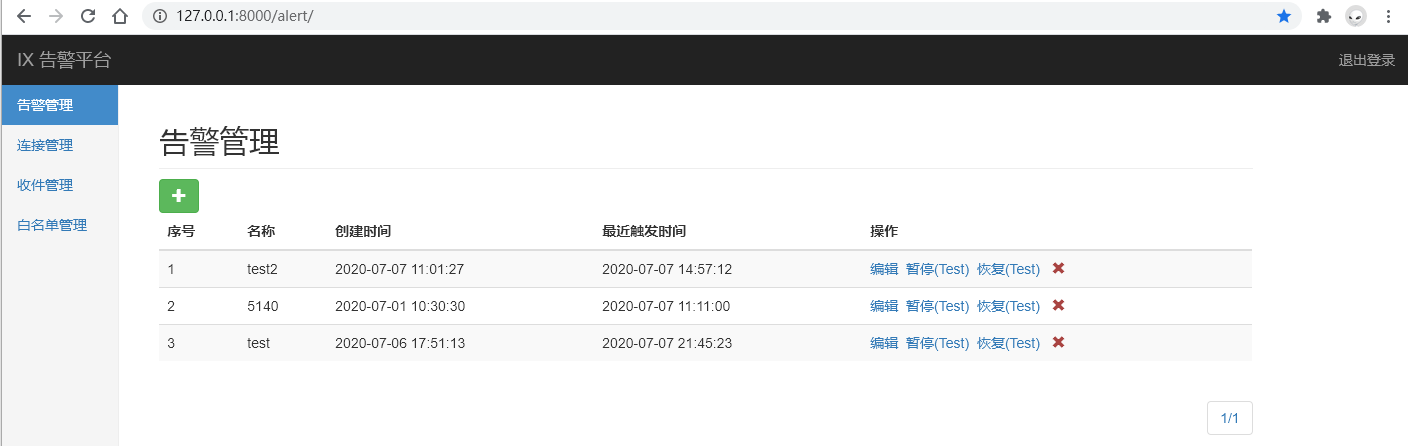 127.0.0.1:8000/alert/
IX 告警平台 退出登录
告警管理
连接管理
收件管理
白名单管理
告警管理
序号 名称 创建时间 最近触发时间 操作
1 test2 2020-07-07 11:01:27 2020-07-07 14:57:12 编辑 暂停(Test) 恢复(Test)
2 5140 2020-07-01 10:30:30 2020-07-07 11:11:00 编辑 暂停(Test) 恢复(Test)
3 test 2020-07-06 17:51:13 2020-07-07 21:45:23 编辑 暂停(Test) 恢复(Test)
1/1